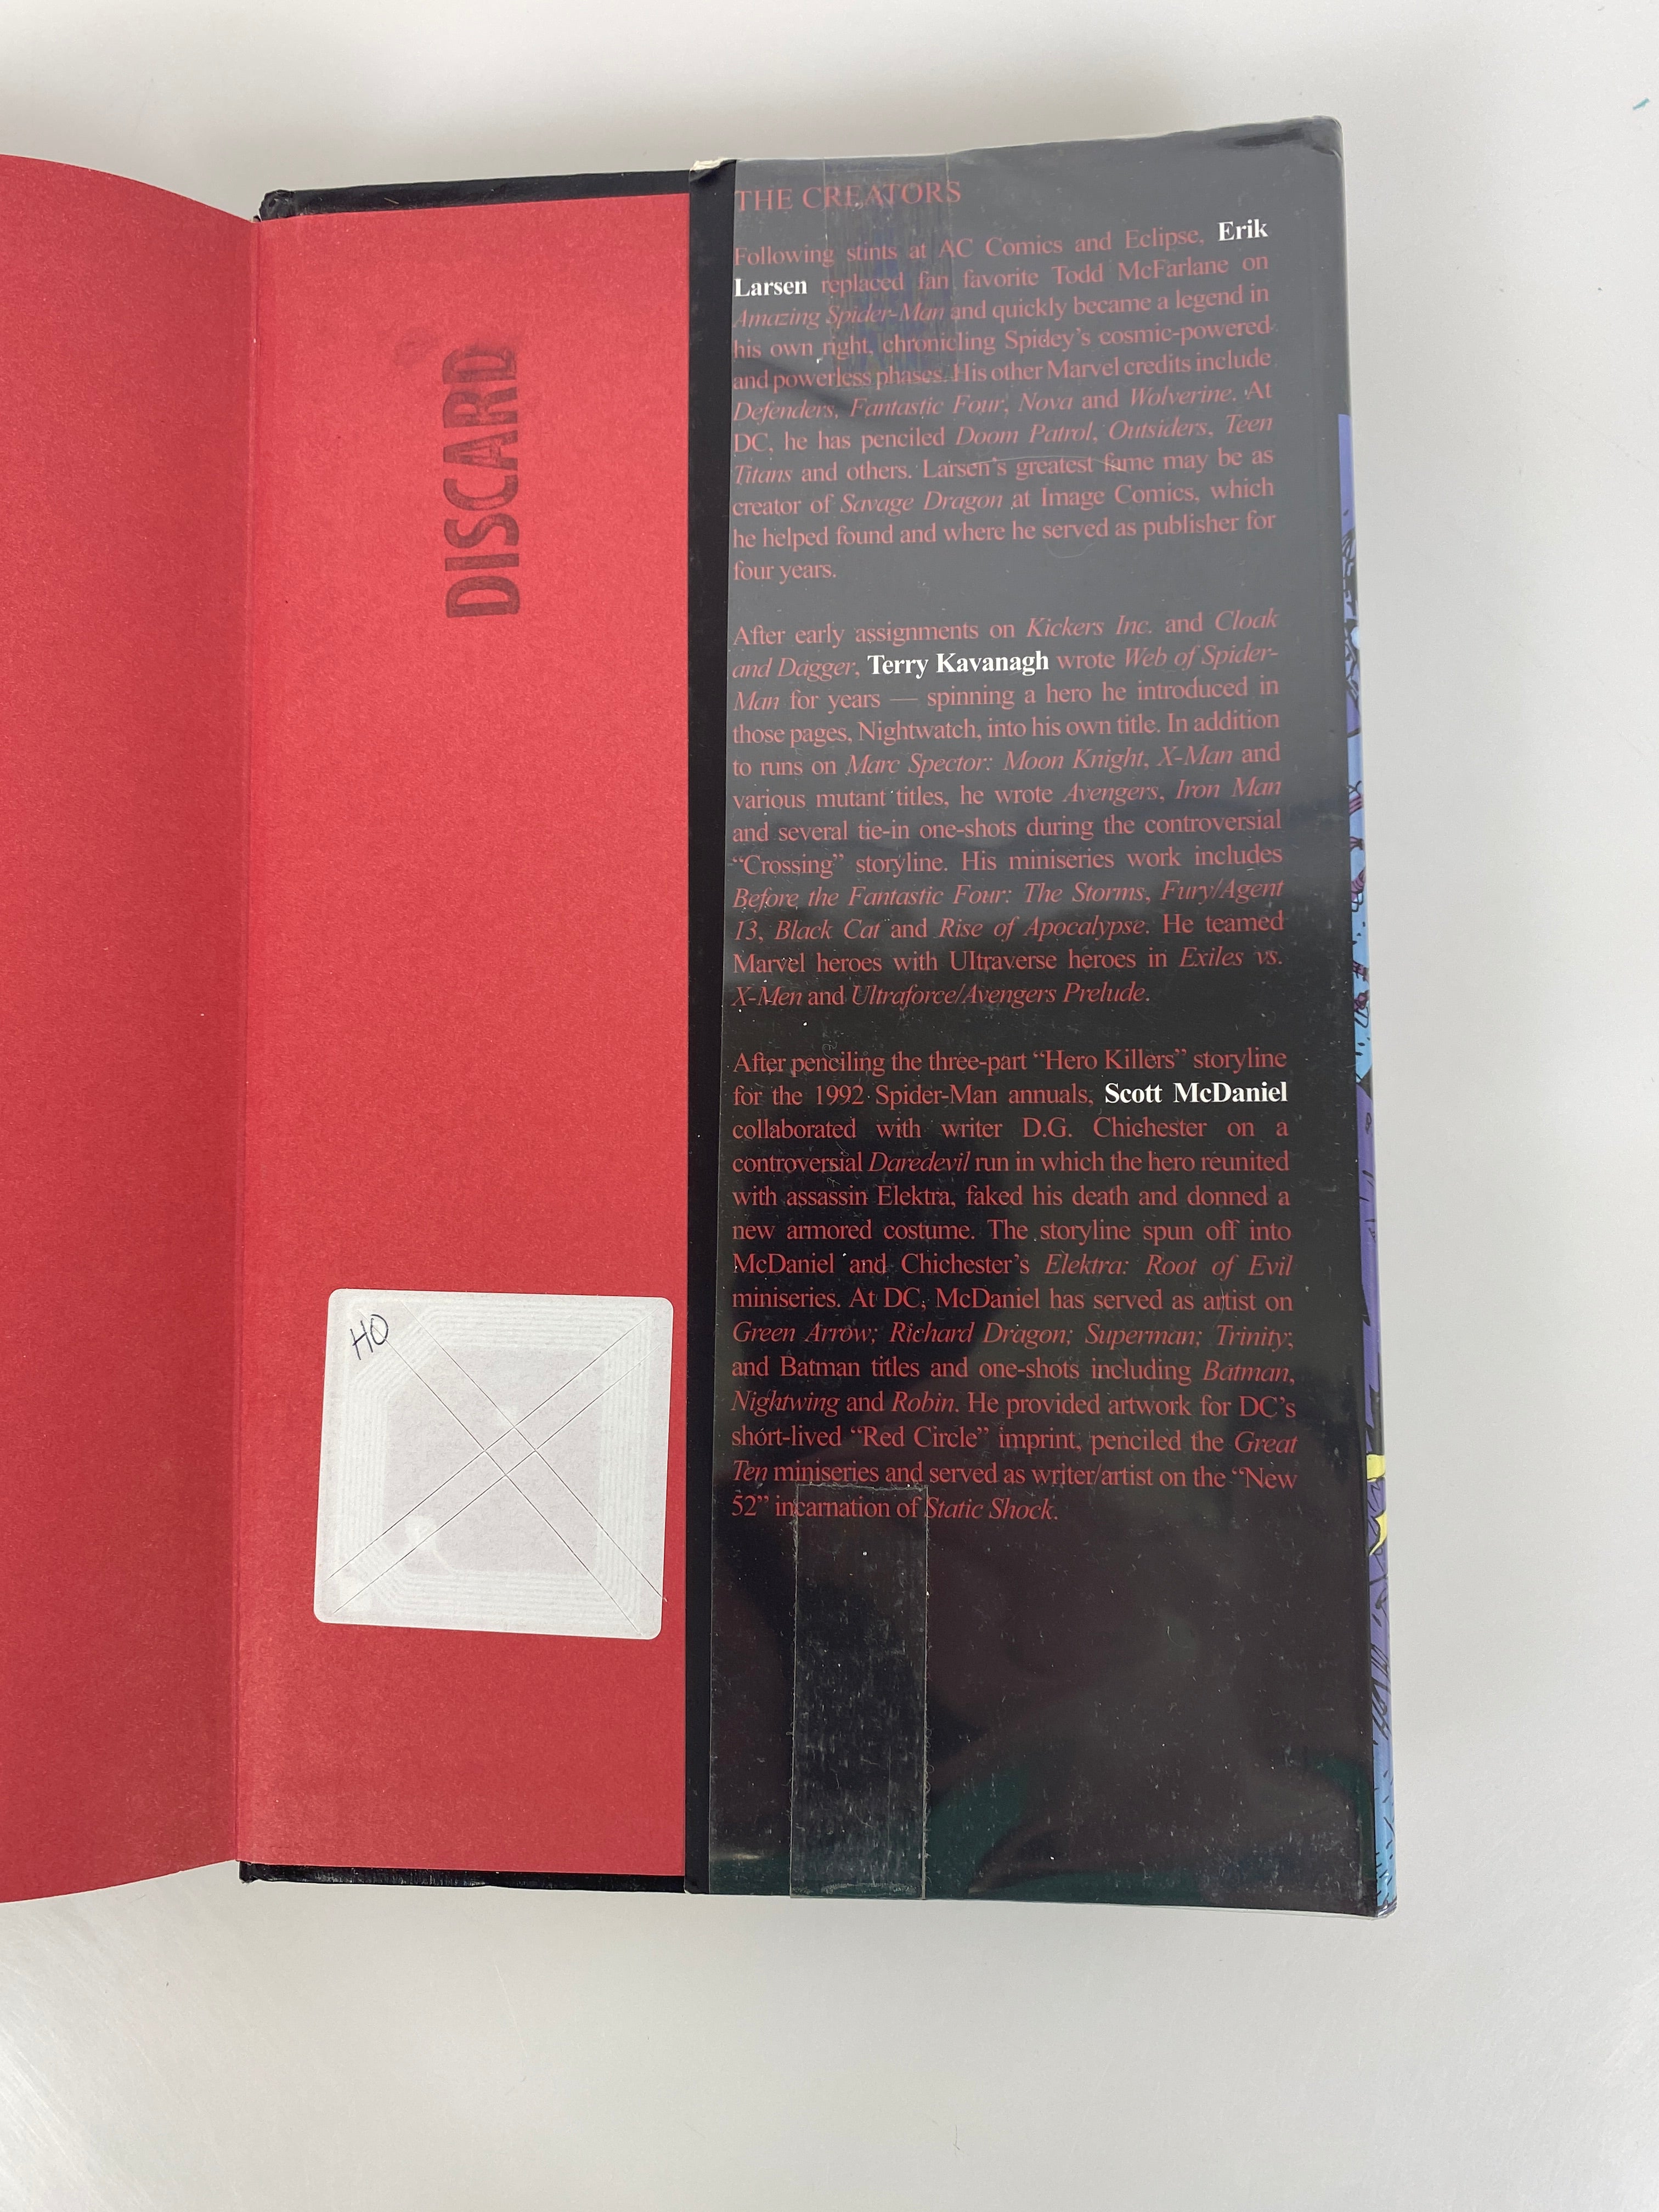 DISCARD
HO
THE CREATORS
Following stints at AC Comics and Eclipse, Erik
Larsen replaced fan favorite Todd McFarlane on
Amazing Spider-Man and quickly became a legend in
his own right, chronicling Spidey's cosmic-powered
and powerless phases. His other Marvel credits include
Defenders, Fantastic Four, Nova and Wolverine. At
DC, he has penciled Doom Patrol, Outsiders, Teen
Titans and others. Larsen's greatest fame may be as
creator of Savage Dragon at Image Comics, which
he helped found and where he served as publisher for
four years.
After early assignments on Kickers Inc. and Cloak
and Dagger, Terry Kavanagh wrote Web of Spider-
Man for years — spinning a hero he introduced in
those pages, Nightwatch, into his own title. In addition
to runs on Marc Spector: Moon Knight, X-Man and
various mutant titles, he wrote Avengers, Iron Man
and several tie-in one-shots during the controversial
“Crossing” storyline. His miniseries work includes
Before the Fantastic Four: The Storms, Fury/Agent
13, Black Cat and Rise of Apocalypse. He teamed
Marvel heroes with Ultraverse heroes in Exiles vs.
X-Men and Ultraforce/Avengers Prelude.
After penciling the three-part “Hero Killers” storyline
for the 1992 Spider-Man annuals, Scott McDaniel
collaborated with writer D.G. Chichester on a
controversial Daredevil run in which the hero reunited
with assassin Elektra, faked his death and donned a
new armored costume. The storyline spun off into
McDaniel and Chichester's Elektra: Root of Evil
miniseries. At DC, McDaniel has served as artist on
Green Arrow; Richard Dragon; Superman; Trinity;
and Batman titles and one-shots including Batman,
Nightwing and Robin. He provided artwork for DC's
short-lived “Red Circle” imprint, penciled the Great
Ten miniseries and served as writer/artist on the “New
52” incarnation of Static Shock.